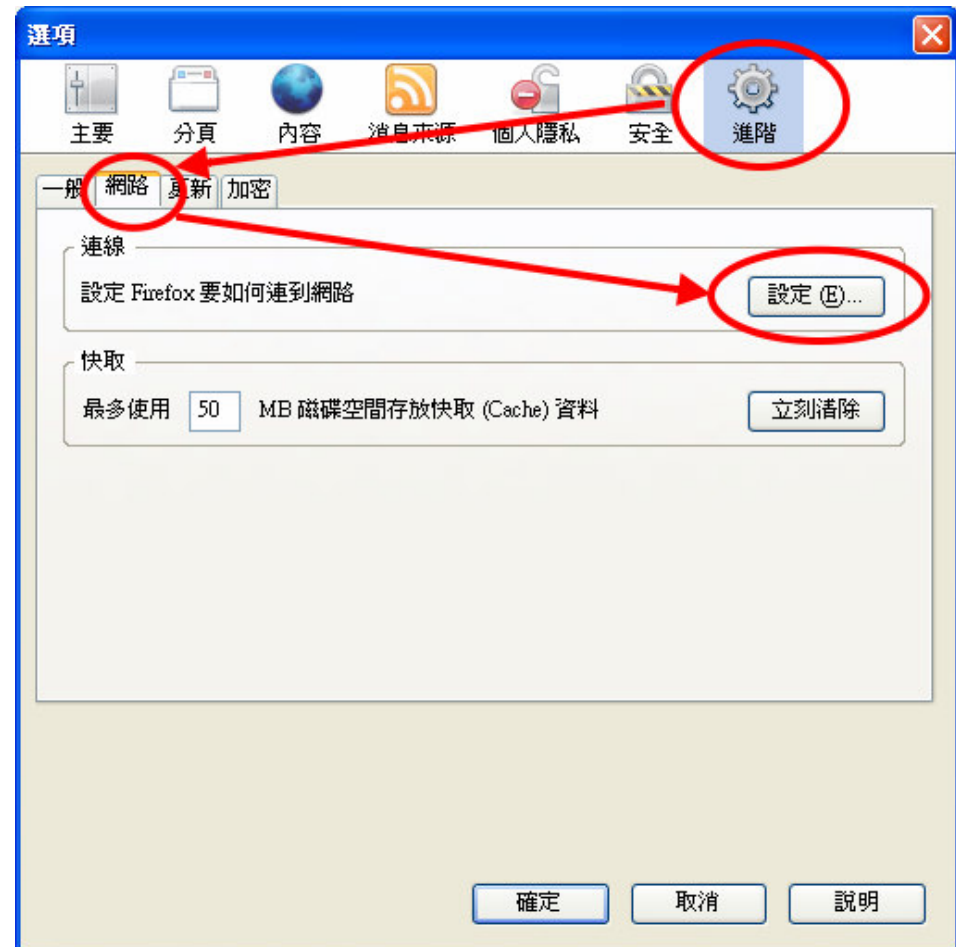 選項
主要 分頁 內容 消息來源 個人隱私 安全 進階
一般 網路 更新 加密
連線
設定 Firefox 要如何連到網路 設定 (E)...
快取
最多使用 50 MB 磁碟空間存放快取 (Cache) 資料 立刻清除
確定 取消 說明